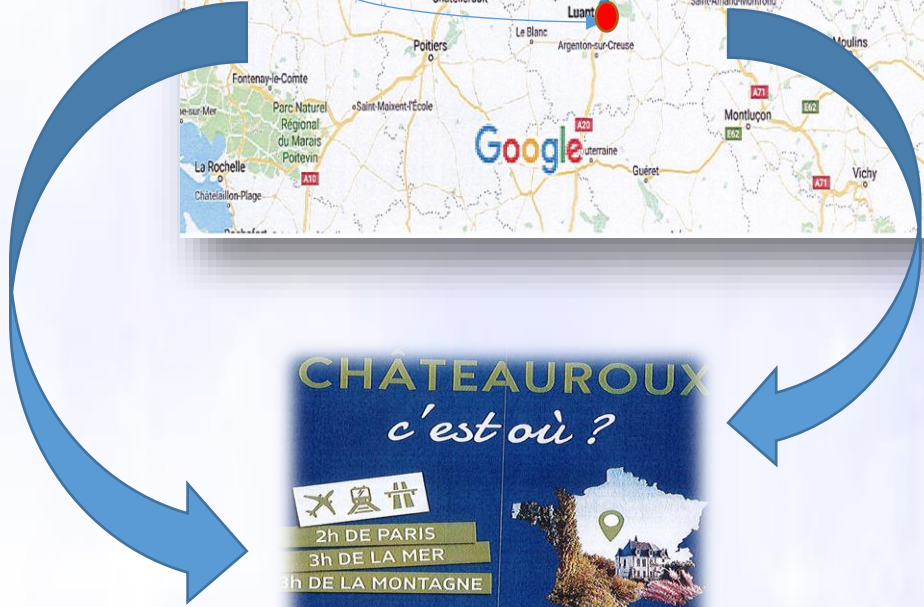 Luant
Le Blanc
Poitiers
Argenton-sur-Creuse
Moulins
Fontenay-le-Comte
A71
E62
Parc Naturel
Régional
du Marais
Poitevin
Saint-Maixent-l'École
Montluçon
A20
E62
Google
La Rochelle
Guéret
Vichy
A10
A71
Châtelaillon-Plage
CHÂTEAUROUX
c'est où ?
2h DE PARIS
3h DE LA MER
3h DE LA MONTAGNE